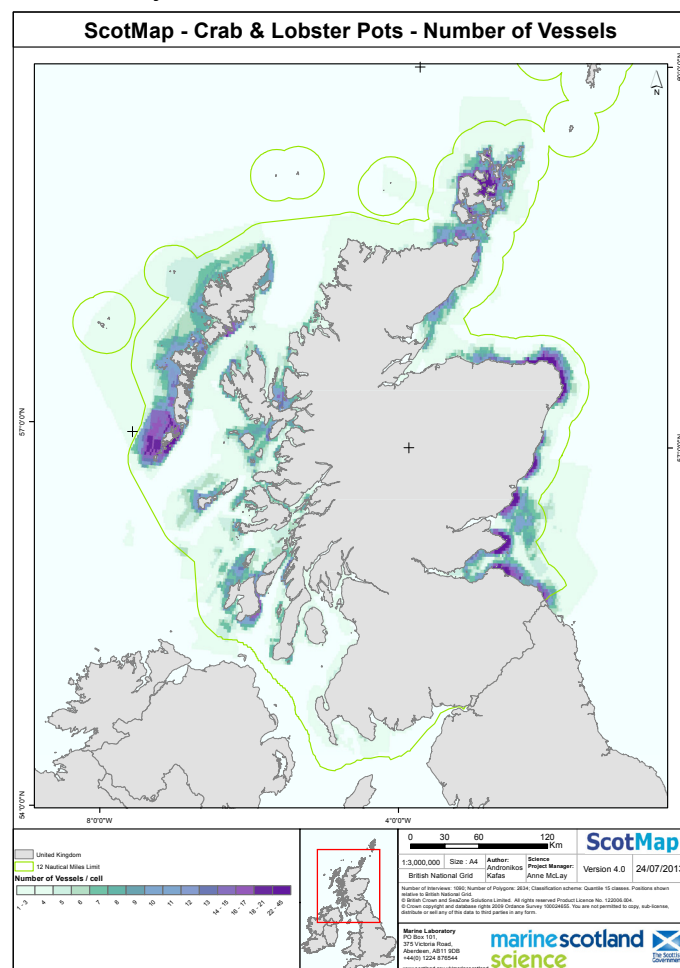 ScotMap - Crab & Lobster Pots - Number of Vessels
N
57°0'0"N
8°0'0"W
4°0'0"W
United Kingdom
12 Nautical Miles Limit
Number of Vessels / cell
1 - 3
4
5
6
7
8
9
10
11
12
13
14 - 15
16 - 17
18 - 21
22 - 45
0 30 60 120
Km
1:3,000,000
Size : A4
Author:
Andronikos
Kafas
Science
Project Manager:
Anne McLay
British National Grid
ScotMap
Version 4.0
24/07/2013
Number of Interviews: 1090; Number of Polygons: 2634; Classification scheme: Quantile 15 classes. Positions shown
relative to British National Grid.
© British Crown and SeaZone Solutions Limited. All rights reserved Product Licence No. 122006.004.
© Crown copyright and database rights 2009 Ordnance Survey 100024655. You are not permitted to copy, sub-license,
distribute or sell any of this data to third parties in any form.
Marine Laboratory
PO Box 101,
375 Victoria Road,
Aberdeen, AB11 9DB
+44(0) 1224 876544
marinescotland
science
The Scottish
Government